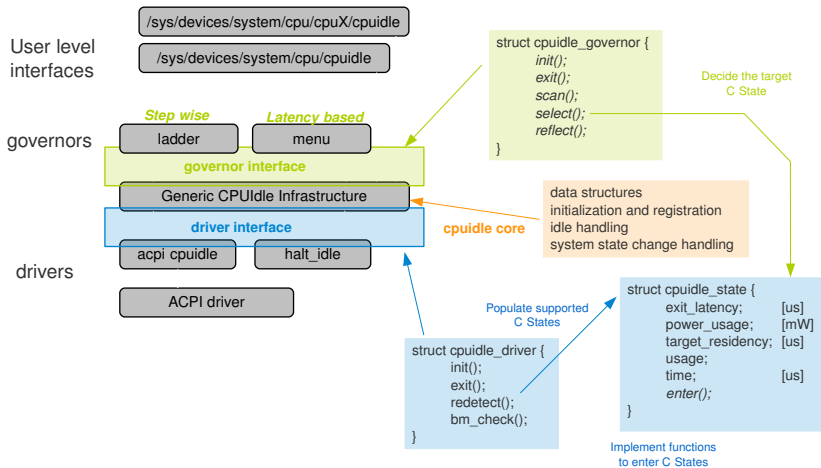 /sys/devices/system/cpu/cpuX/cpuidle
/sys/devices/system/cpu/cpuidle
User level
interfaces
struct cpuidle_governor {
init();
exit();
scan();
select();
reflect();
}
Decide the target
C State
Step wise
Latency based
governors
ladder
menu
governor interface
Generic CPUIdle Infrastructure
driver interface
cpuidle core
data structures
initialization and registration
idle handling
system state change handling
acpi cpuidle
halt_idle
drivers
ACPI driver
Populate supported
C States
struct cpuidle_driver {
init();
exit();
redetect();
bm_check();
}
struct cpuidle_state {
exit_latency; [us]
power_usage; [mW]
target_residency; [us]
usage;
time; [us]
enter();
}
Implement functions
to enter C States